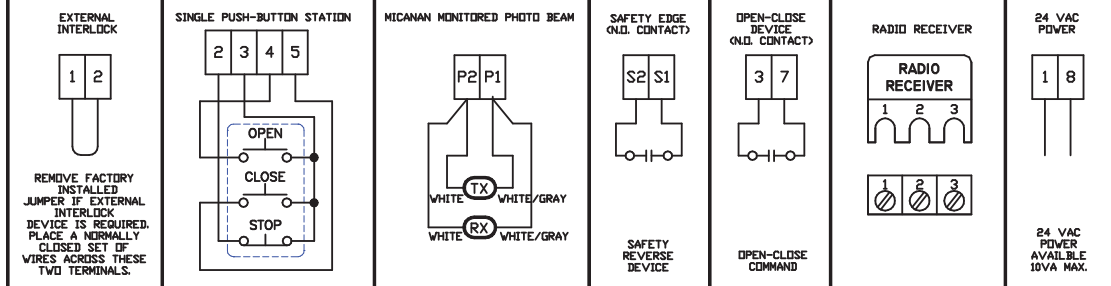 EXTERNAL
INTERLOCK
1 2
REMOVE FACTORY
INSTALLED
JUMPER IF EXTERNAL
INTERLOCK
DEVICE IS REQUIRED.
PLACE A NORMALLY
CLOSED SET OF
WIRES ACROSS THESE
TWO TERMINALS.
SINGLE PUSH-BUTTON STATION
2 3 4 5
OPEN
CLOSE
STOP
MICANAN MONITORED PHOTO BEAM
P2 P1
TX
WHITE WHITE/GRAY
RX
WHITE WHITE/GRAY
SAFETY EDGE
(N.O. CONTACT)
S2 S1
SAFETY
REVERSE
DEVICE
OPEN-CLOSE
DEVICE
(N.O. CONTACT)
3 7
OPEN-CLOSE
COMMAND
RADIO RECEIVER
RADIO
RECEIVER
1 2 3
1 2 3
24 VAC
POWER
1 8
24 VAC
POWER
AVAILBLE
10VA MAX.